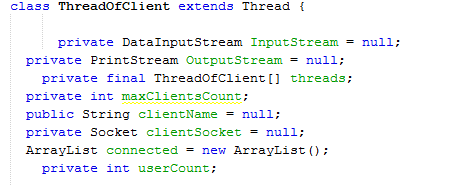 class ThreadOfClient extends Thread {
private DataInputStream InputStream = null;
private PrintStream OutputStream = null;
private final ThreadOfClient[] threads;
private int maxClientsCount;
public String clientName = null;
private Socket clientSocket = null;
ArrayList connected = new ArrayList();
private int userCount;